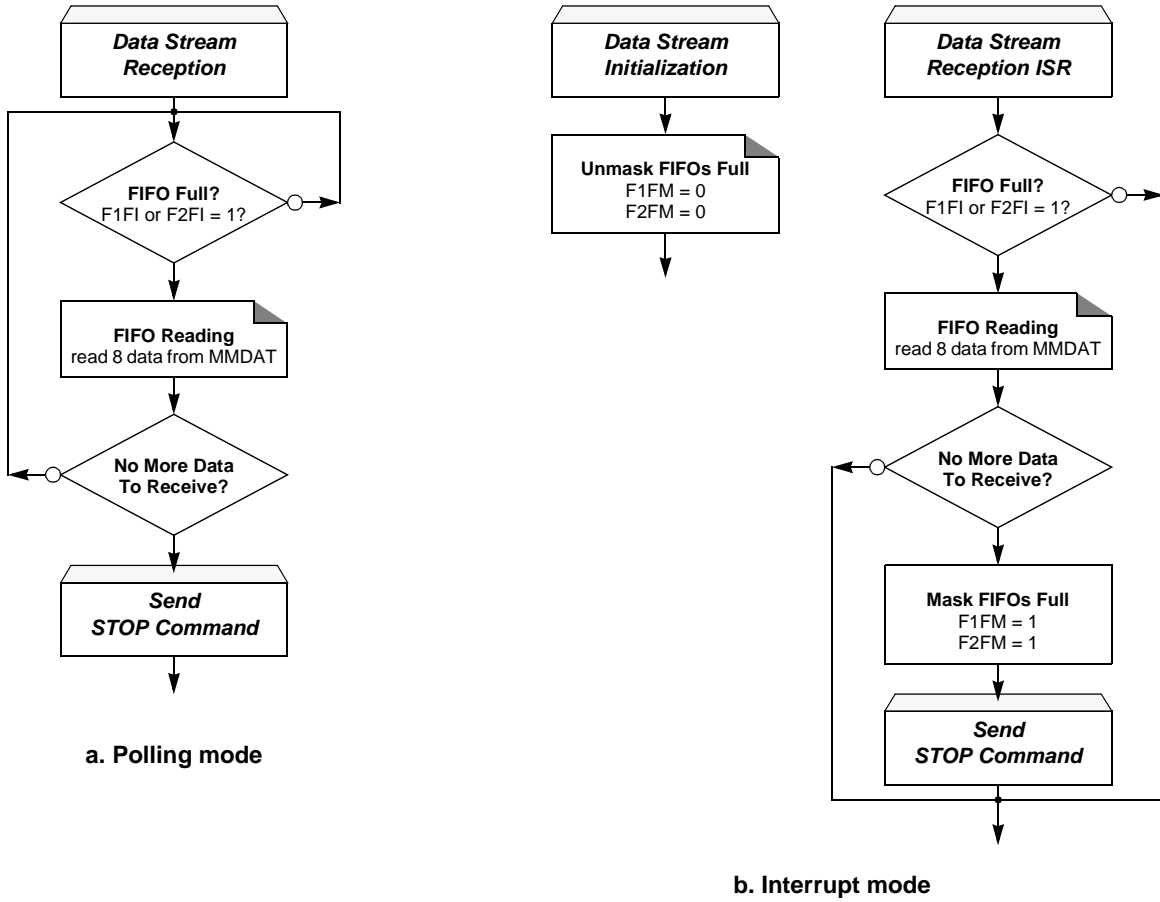 Data Stream
Reception
FIFO Full?
F1FI or F2FI = 1?
FIFO Reading
read 8 data from MMDAT
No More Data
To Receive?
Send
STOP Command
a. Polling mode
Data Stream
Initialization
Unmask FIFOs Full
F1FM = 0
F2FM = 0
Data Stream
Reception ISR
FIFO Full?
F1FI or F2FI = 1?
FIFO Reading
read 8 data from MMDAT
No More Data
To Receive?
Mask FIFOs Full
F1FM = 1
F2FM = 1
Send
STOP Command
b. Interrupt mode